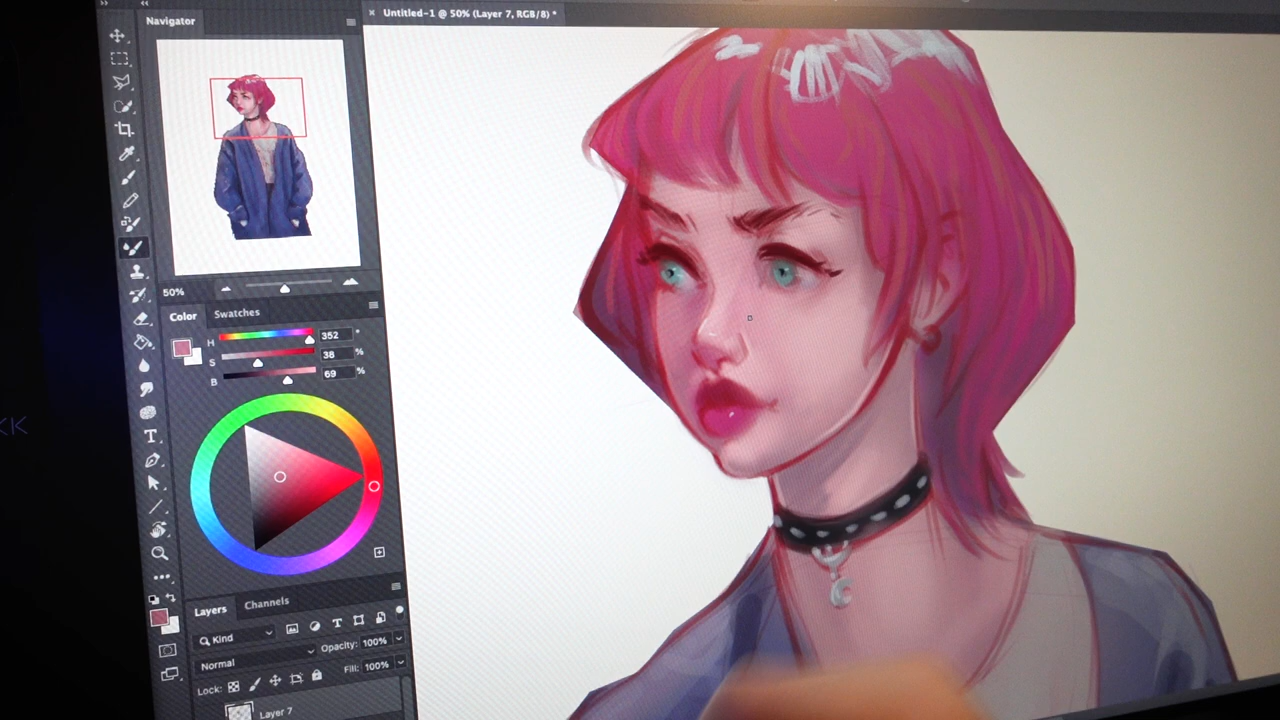 Navigator
Untitled-1 @ 50% (Layer 7, RGB/8) *
50%
Color
Swatches
H
352
°
S
38
%
B
69
%
T
Layers
Channels
Kind
Normal
Opacity: 100%
Lock:
Fill: 100%
Layer 7